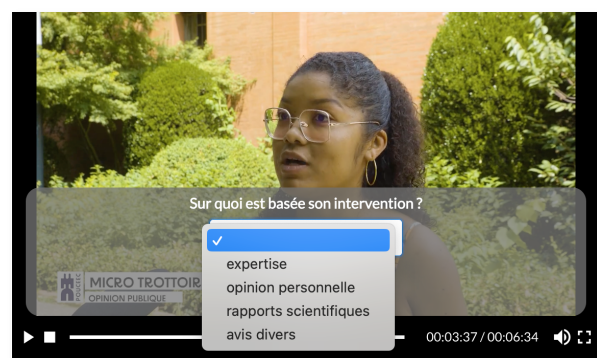 Sur quoi est basée son intervention ?
✓
expertise
opinion personnelle
rapports scientifiques
avis divers
POLITEC
MICRO TROTTOIR
OPINION PUBLIQUE
00:03:37 / 00:06:34